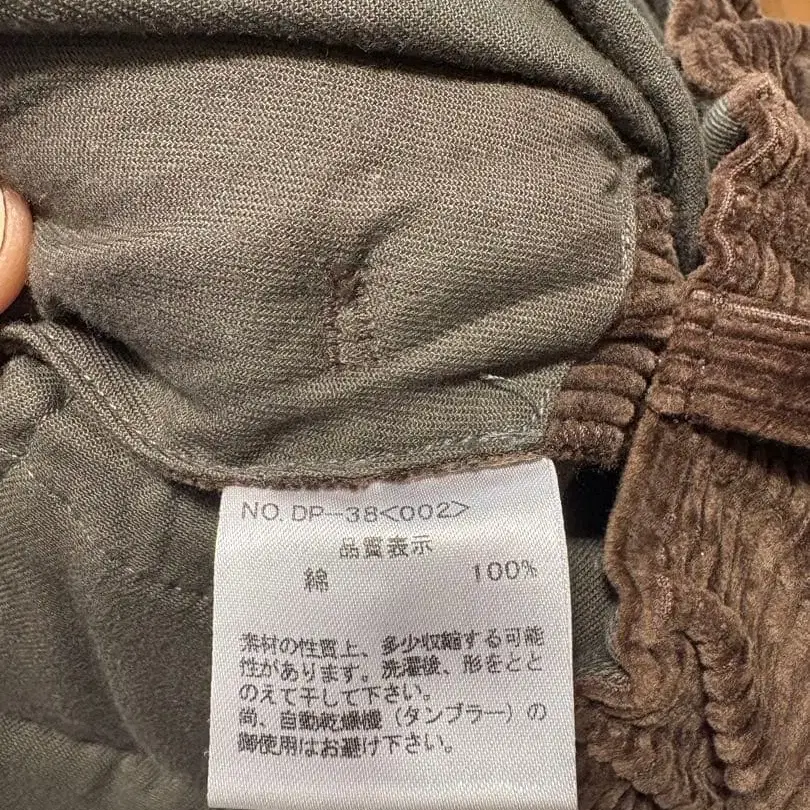 NO. DP-38<002>
品質表示
綿 100%
素材の性質上、多少収縮する可能
性があります。洗濯後、形をとと
のえて干して下さい。
尚、自動乾燥機（タンブラー）の
御使用はお避け下さい。